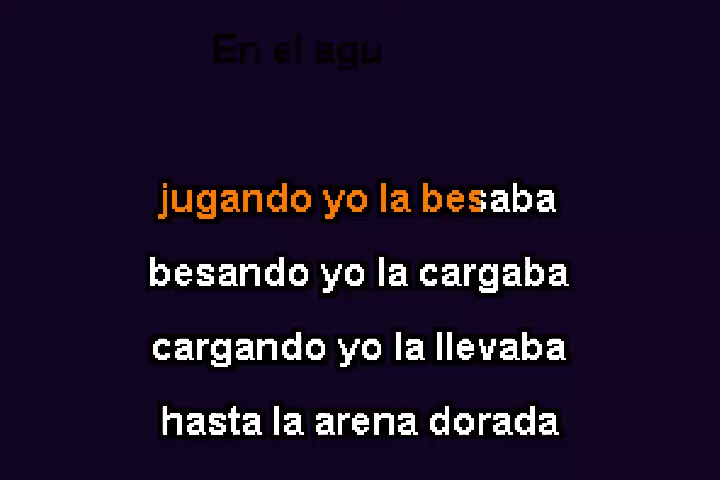 En el agu
jugando yo la besaba
besando yo la cargaba
cargando yo la llevaba
hasta la arena dorada